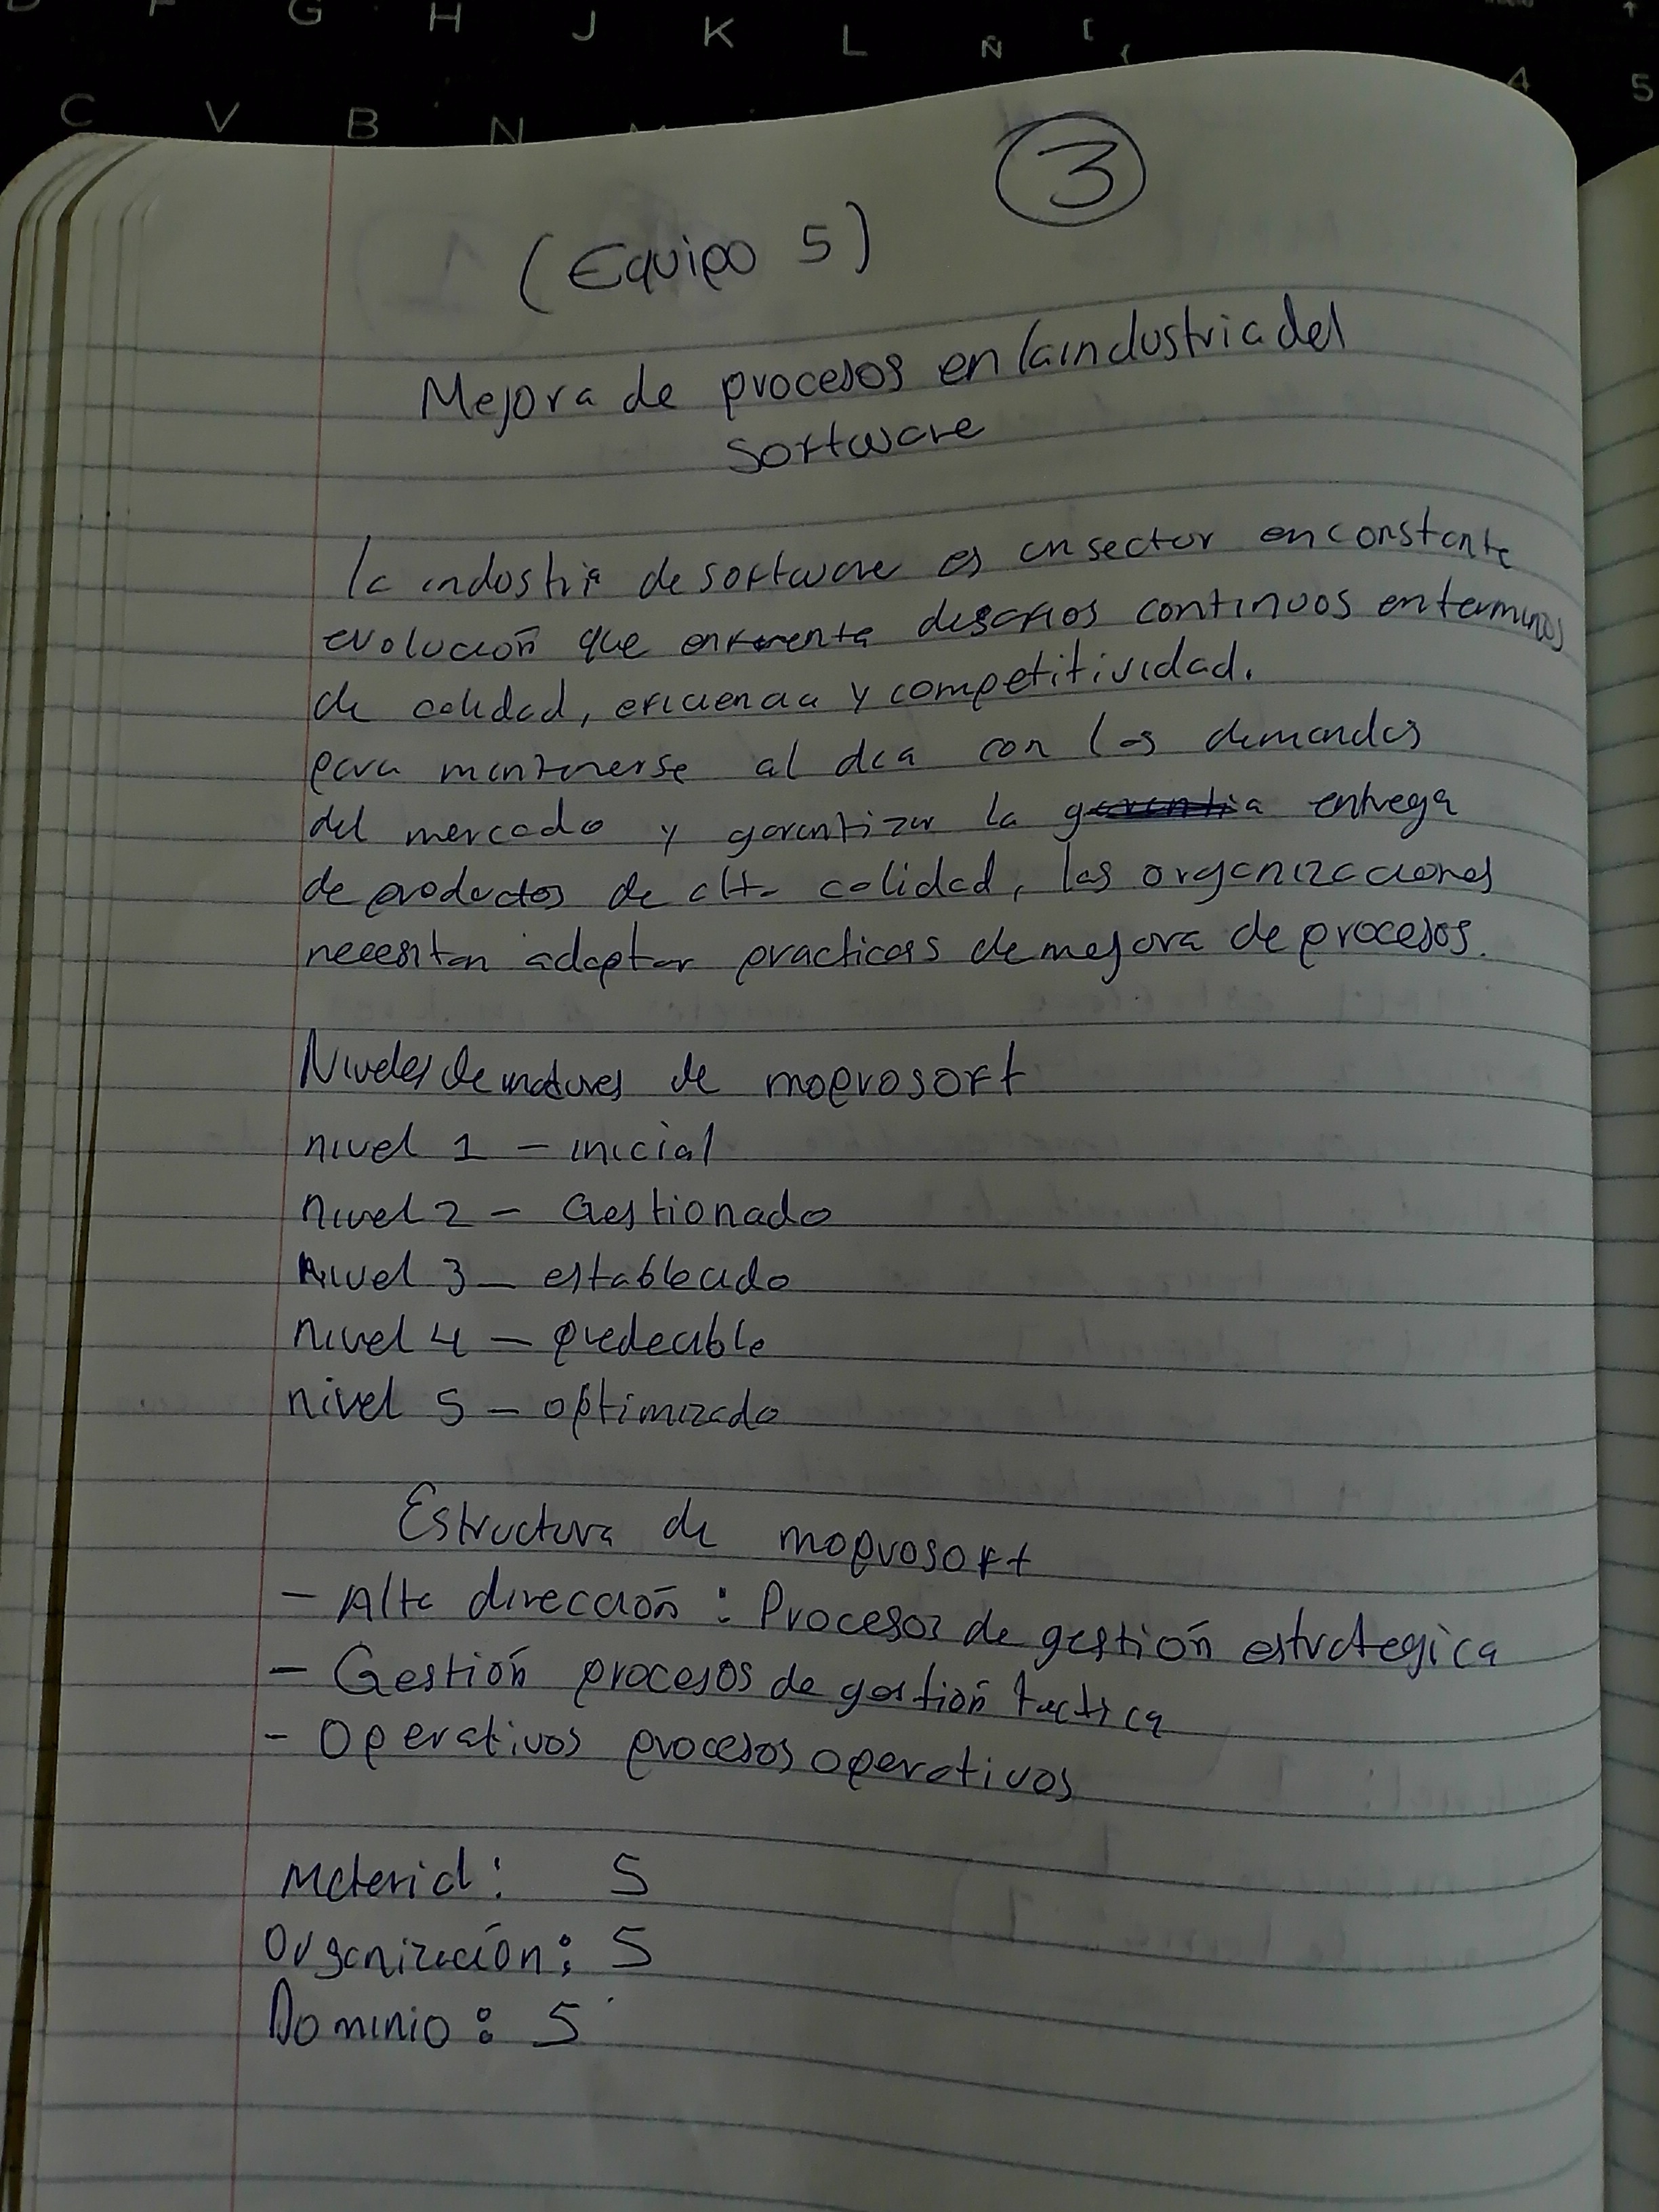 G H J K L Ñ [ {
4 5
C V B N
3
(Equipo 5)
Mejora de procesos en la industria del
software
la industria de software es un sector en constante
evolución que enfrenta desafios continuos en terminos
de calidad, eficiencia y competitividad.
para mantenerse al dia con las demandas
del mercado y garantizar la entrega
de productos de alta calidad, las organizaciones
necesitan adoptar practicas de mejora de procesos.
Niveles de madures de moprosoft
nivel 1 - inicial
nivel 2 - Gestionado
nivel 3 - establecido
nivel 4 - predecible
nivel 5 - optimizado
Estructura de moprosoft
- Alta dirección : Procesos de gestión estrategica
- Gestión procesos de gestión tactica
- Operativos procesos operativos
Material: 5
Organización: 5
Dominio: 5